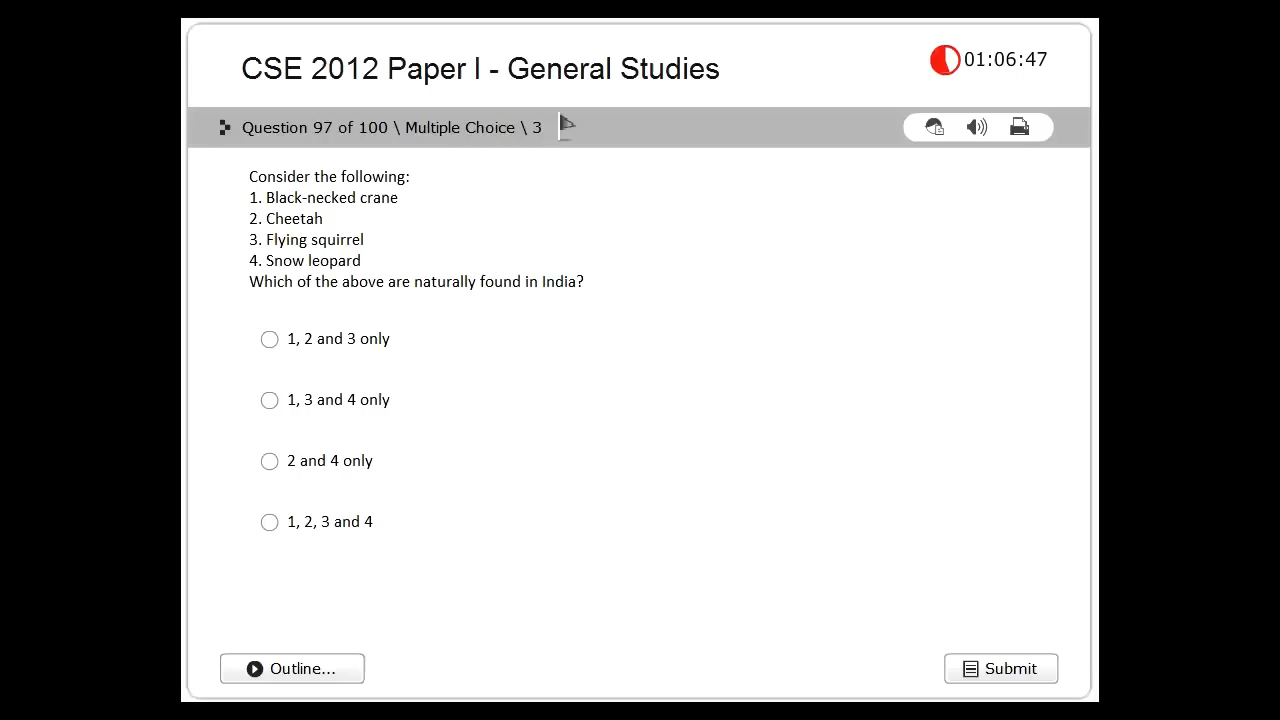 CSE 2012 Paper I - General Studies
01:06:47
Question 97 of 100 \ Multiple Choice \ 3
Consider the following:
1. Black-necked crane
2. Cheetah
3. Flying squirrel
4. Snow leopard
Which of the above are naturally found in India?
1, 2 and 3 only
1, 3 and 4 only
2 and 4 only
1, 2, 3 and 4
Outline...
Submit